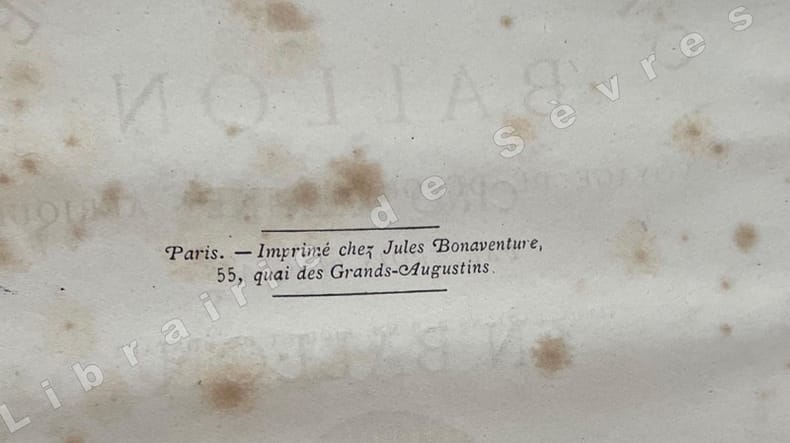 Paris. — Imprimé chez Jules Bonaventure,
55, quai des Grands-Augustins.
Librairie de Sèvres